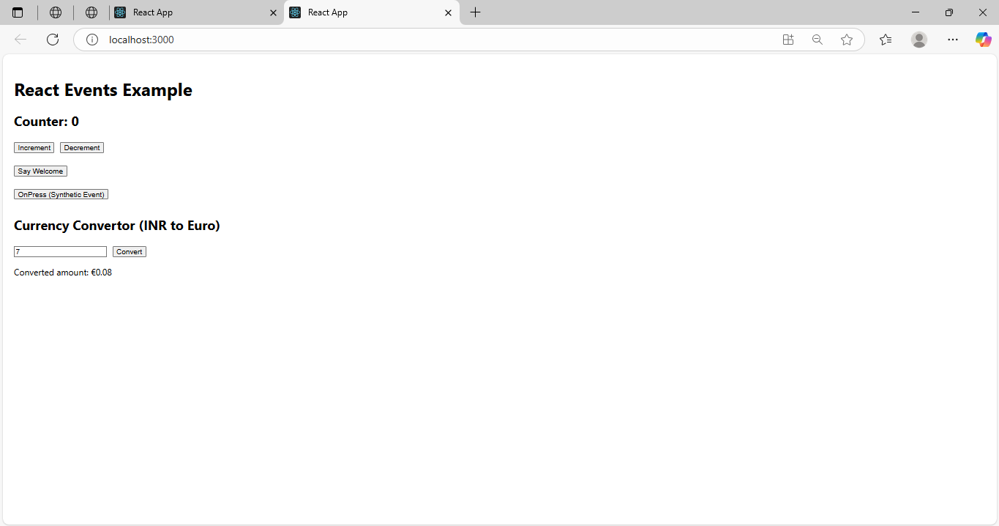 React App
React App
localhost:3000
React Events Example
Counter: 0
Increment Decrement
Say Welcome
OnPress (Synthetic Event)
Currency Convertor (INR to Euro)
7 Convert
Converted amount: €0.08